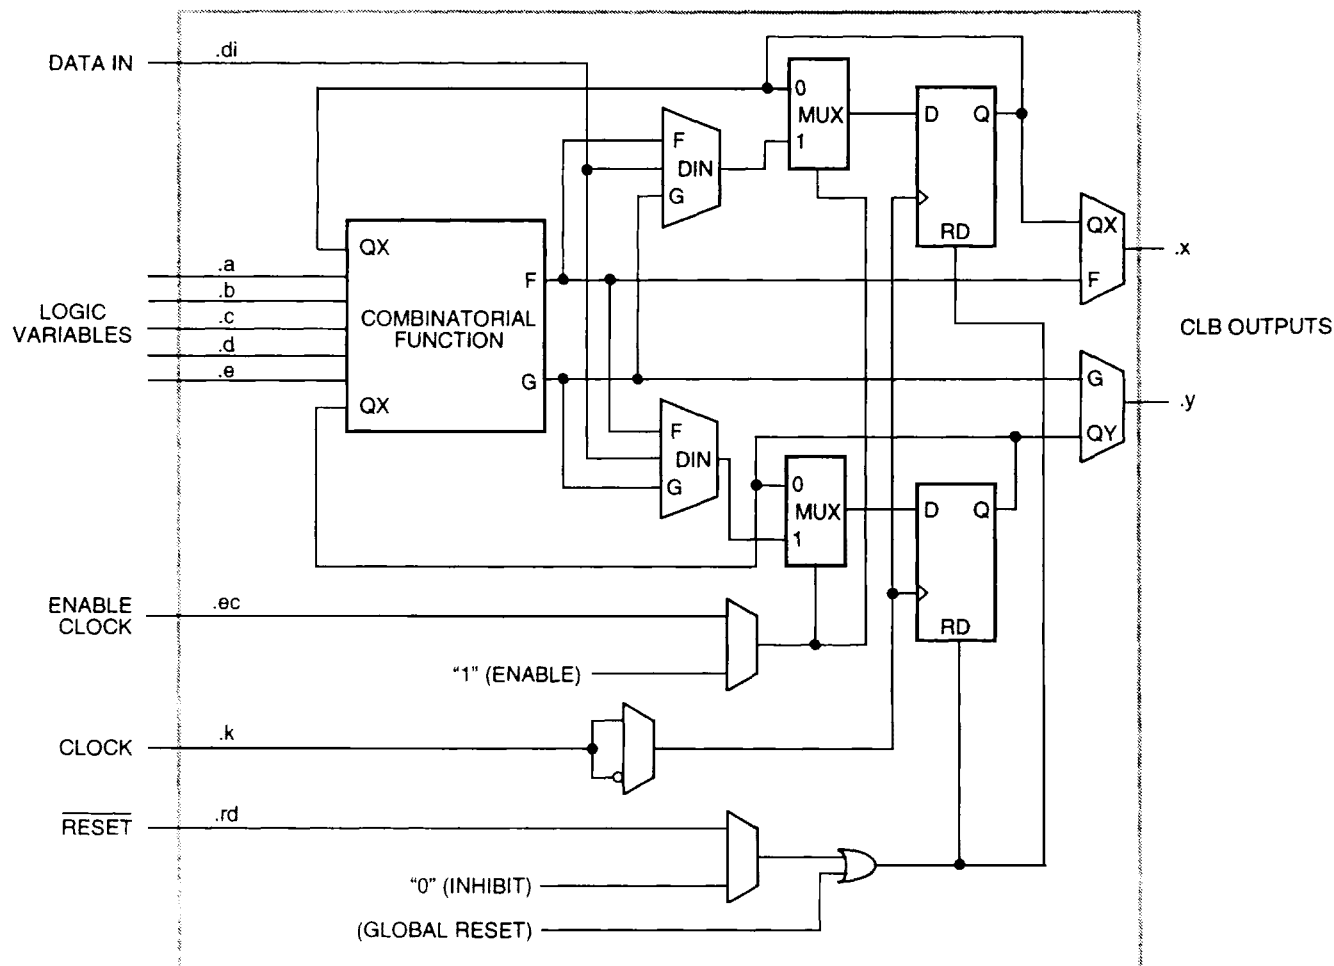 DATA IN
.di
0
MUX
1
D
Q
RD
F
DIN
G
QX
F
.x
QX
.a
.b
.c
.d
.e
LOGIC
VARIABLES
COMBINATORIAL
FUNCTION
F
G
QX
CLB OUTPUTS
G
QY
.y
F
DIN
G
0
MUX
1
D
Q
RD
ENABLE
CLOCK
.ec
"1" (ENABLE)
CLOCK
.k
RESET
.rd
"0" (INHIBIT)
(GLOBAL RESET)